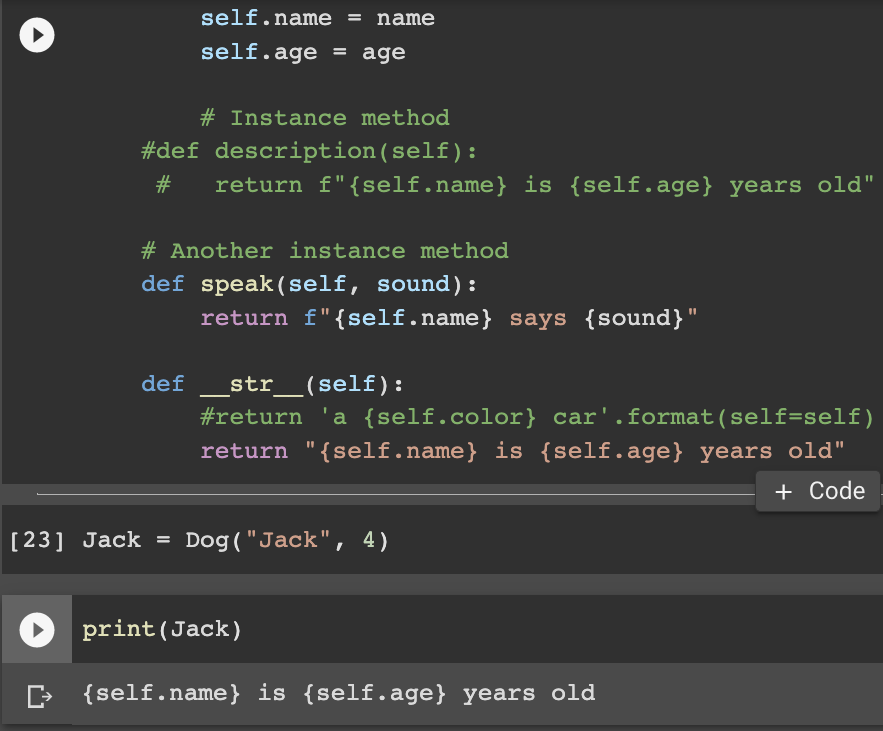 self.name = name
self.age = age
# Instance method
#def description(self):
#   return f"{self.name} is {self.age} years old"
# Another instance method
def speak(self, sound):
return f"{self.name} says {sound}"
def __str__(self):
#return 'a {self.color} car'.format(self=self)
return "{self.name} is {self.age} years old"
+ Code
[23] Jack = Dog("Jack", 4)
print(Jack)
{self.name} is {self.age} years old